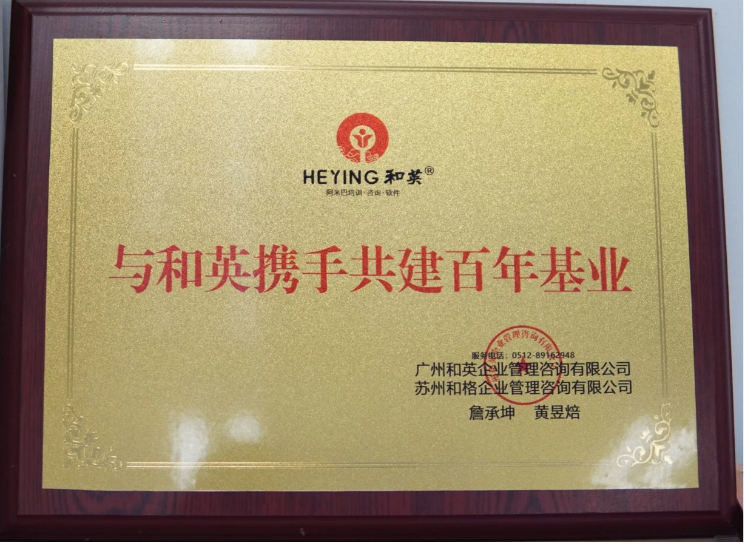 HEYING 和英®
阿米巴培训·咨询·软件
与和英携手共建百年基业
服务电话：0512-89162948
广州和英企业管理咨询有限公司
苏州和格企业管理咨询有限公司
詹承坤 黄昱焙